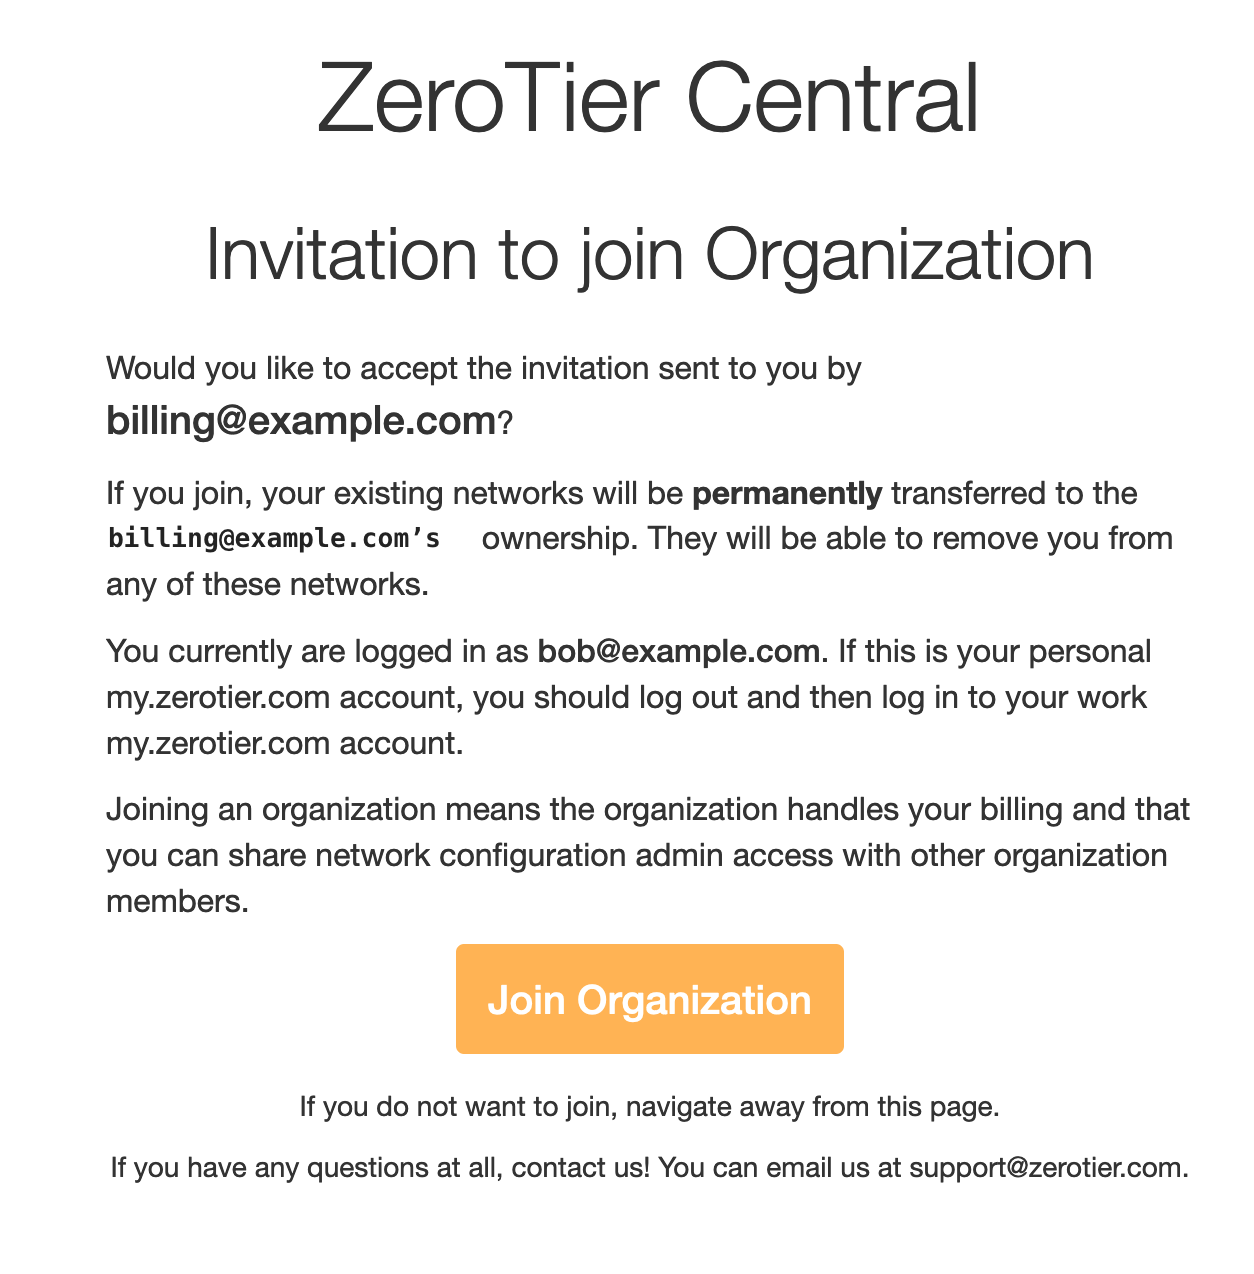 ZeroTier Central
Invitation to join Organization
Would you like to accept the invitation sent to you by
billing@example.com?
If you join, your existing networks will be permanently transferred to the
billing@example.com’s ownership. They will be able to remove you from
any of these networks.
You currently are logged in as bob@example.com. If this is your personal
my.zerotier.com account, you should log out and then log in to your work
my.zerotier.com account.
Joining an organization means the organization handles your billing and that
you can share network configuration admin access with other organization
members.
Join Organization
If you do not want to join, navigate away from this page.
If you have any questions at all, contact us! You can email us at support@zerotier.com.